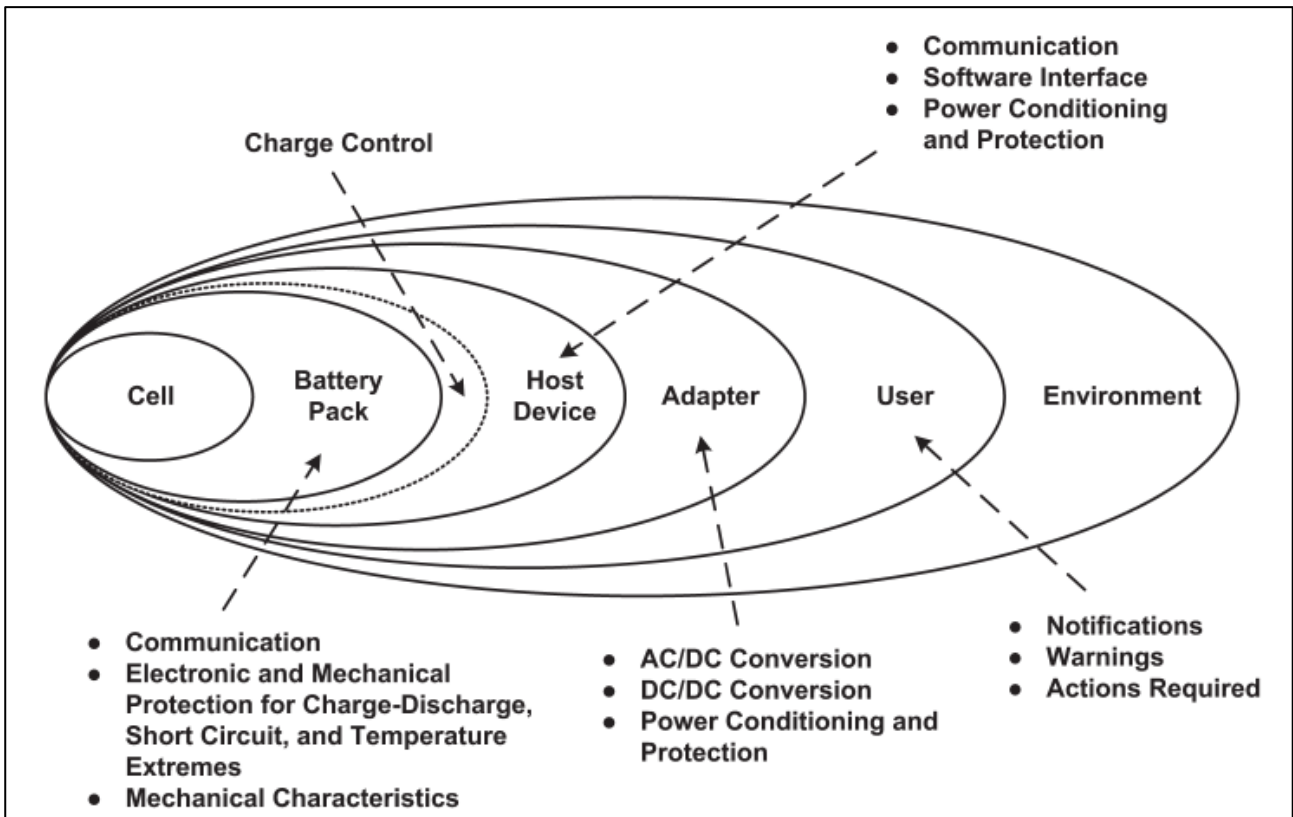 ● Communication
● Software Interface
● Power Conditioning
and Protection
Charge Control
Cell
Battery
Pack
Host
Device
Adapter
User
Environment
● Communication
● Electronic and Mechanical
Protection for Charge-Discharge,
Short Circuit, and Temperature
Extremes
● Mechanical Characteristics
● AC/DC Conversion
● DC/DC Conversion
● Power Conditioning and
Protection
● Notifications
● Warnings
● Actions Required